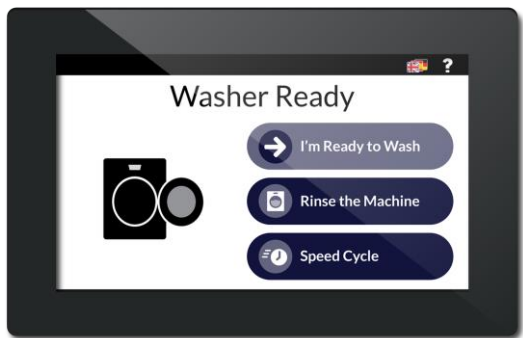 ?
Washer Ready
I'm Ready to Wash
Rinse the Machine
Speed Cycle